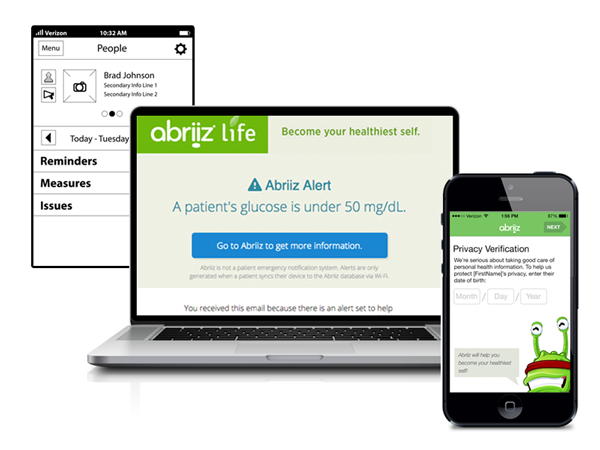 Verizon 10:32 AM
Menu People
Brad Johnson
Secondary Info Line 1
Secondary Info Line 2
Today - Tuesday
Reminders
Measures
Issues
abriiz life Become your healthiest self.
Abriiz Alert
A patient's glucose is under 50 mg/dL.
Go to Abriiz to get more information.
Abriiz is not a patient emergency notification system. Alerts are only
generated when a patient syncs their device to the Abriiz database via Wi-Fi.
You received this email because there is an alert set to help
Verizon 1:56 PM 87%
abriiz NEXT
Privacy Verification
We're serious about taking good care of
personal health information. To help us
protect [FirstName]'s privacy, enter their
date of birth:
Month / Day / Year
Abriiz will help you
become your healthiest
self!